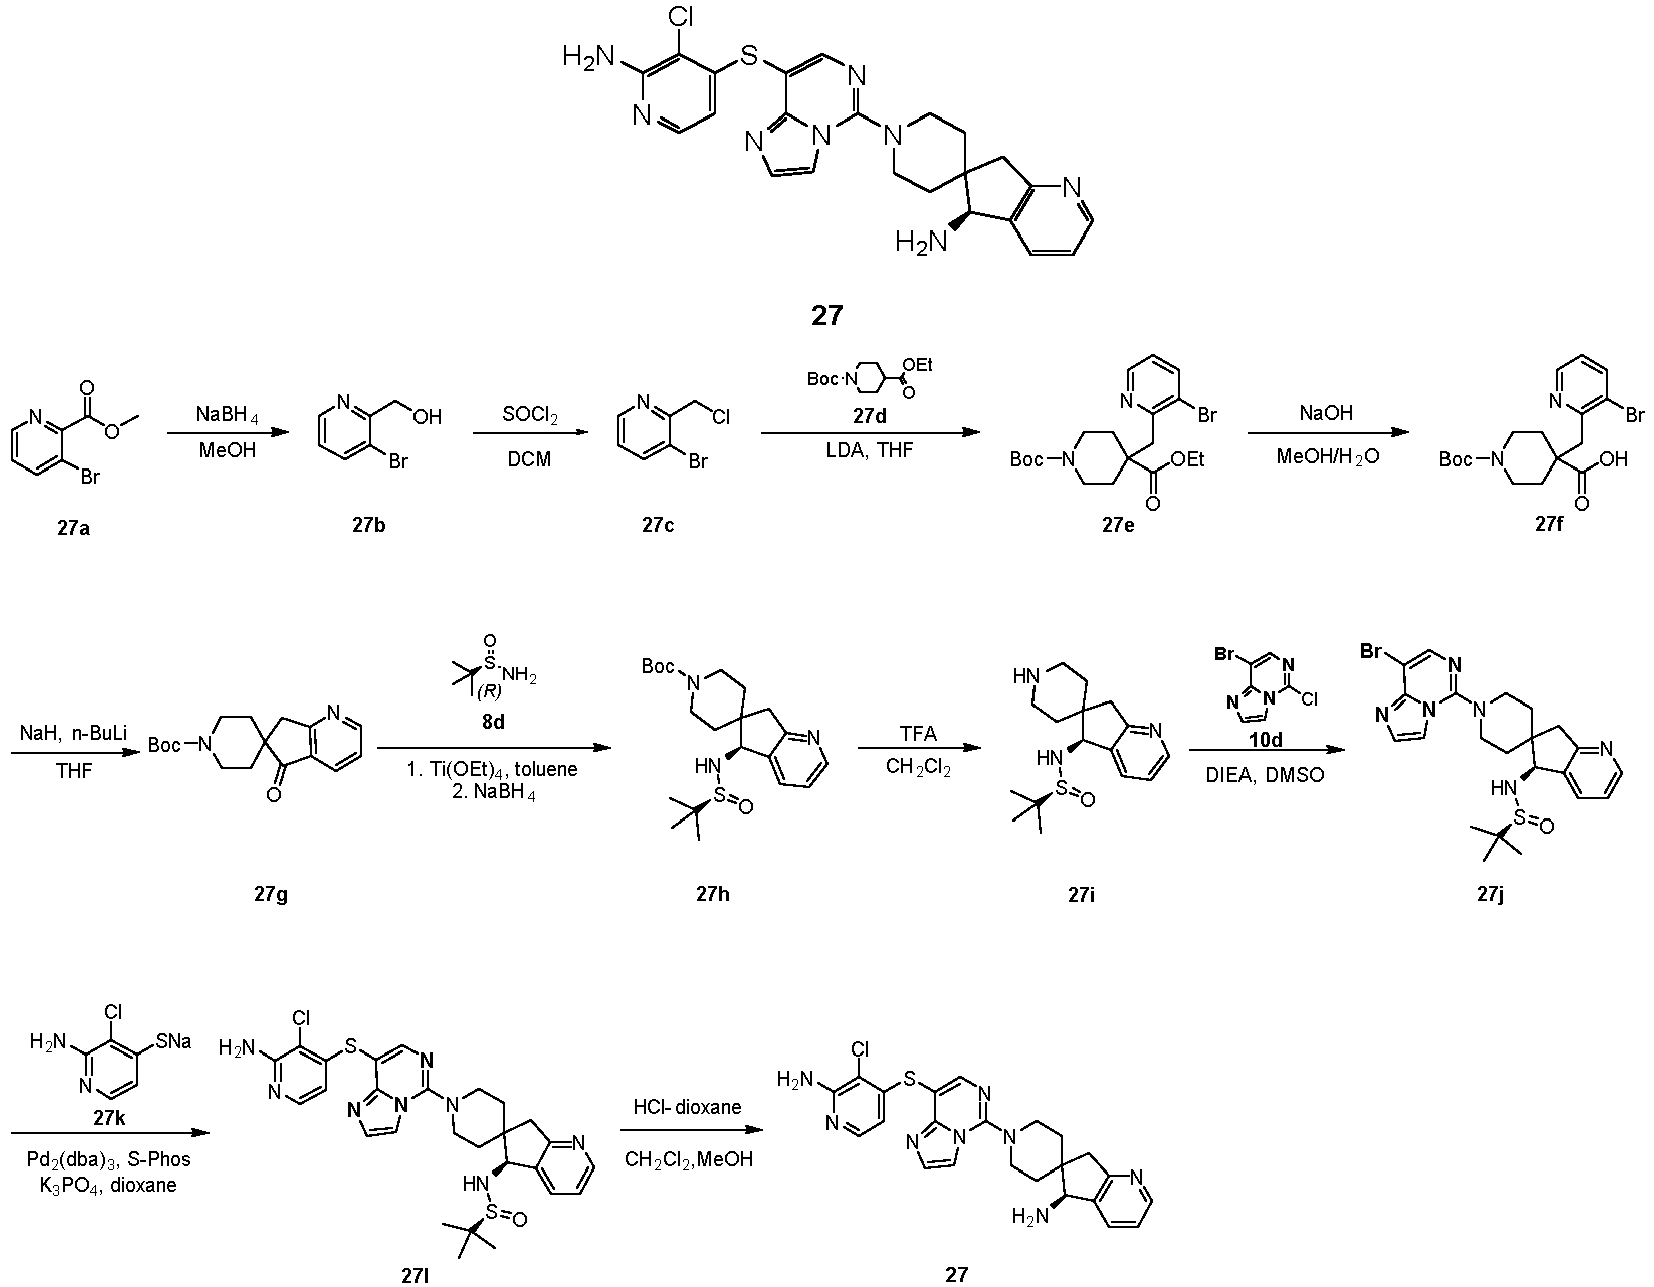 Cl
H₂N
S
N
N
N
N
N
N
H₂N
27
O
N
O
Br
27a
NaBH₄
MeOH
N
OH
Br
27b
SOCl₂
DCM
N
Cl
Br
27c
OEt
Boc
N
O
27d
LDA, THF
N
Br
Boc
N
OEt
O
27e
NaOH
MeOH/H₂O
N
Br
Boc
N
OH
O
27f
NaH, n-BuLi
THF
Boc
N
N
O
27g
O
S
NH₂
(R)
8d
1. Ti(OEt)₄, toluene
2. NaBH₄
Boc
N
N
HN
S
O
27h
TFA
CH₂Cl₂
HN
N
HN
S
O
27i
Br
N
N
N
Cl
10d
DIEA, DMSO
Br
N
N
N
N
N
HN
S
O
27j
Cl
H₂N
SNa
N
27k
Pd₂(dba)₃, S-Phos
K₃PO₄, dioxane
Cl
H₂N
S
N
N
N
N
N
N
HN
S
O
27l
HCl- dioxane
CH₂Cl₂,MeOH
Cl
H₂N
S
N
N
N
N
N
N
H₂N
27